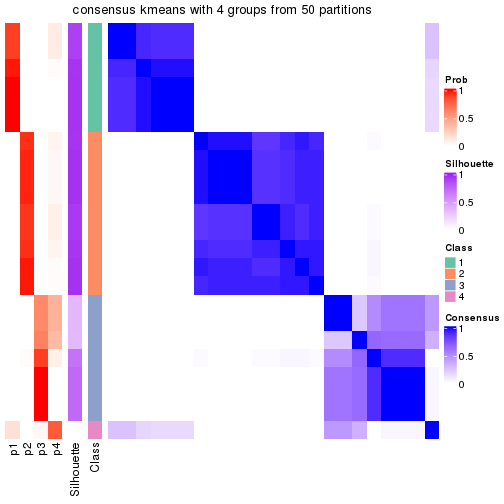 consensus kmeans with 4 groups from 50 partitions
Prob
1
0.5
0
Silhouette
1
0.5
0
Class
1
2
3
4
Consensus
1
0.5
0
p1
p2
p3
p4
Silhouette
Class